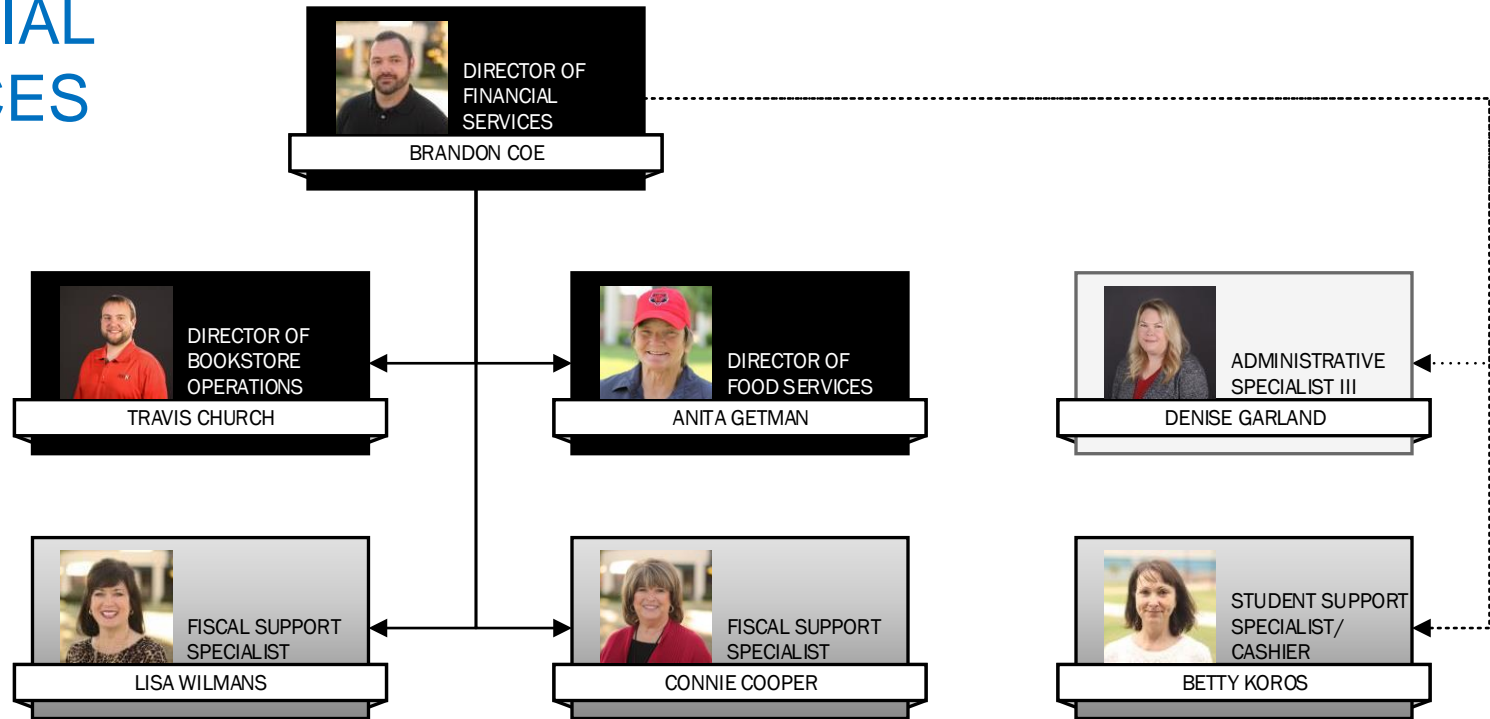 IAL
CES
DIRECTOR OF
FINANCIAL
SERVICES
BRANDON COE
DIRECTOR OF
BOOKSTORE
OPERATIONS
TRAVIS CHURCH
DIRECTOR OF
FOOD SERVICES
ANITA GETMAN
ADMINISTRATIVE
SPECIALIST III
DENISE GARLAND
FISCAL SUPPORT
SPECIALIST
LISA WILMANS
FISCAL SUPPORT
SPECIALIST
CONNIE COOPER
STUDENT SUPPORT
SPECIALIST/
CASHIER
BETTY KOROS